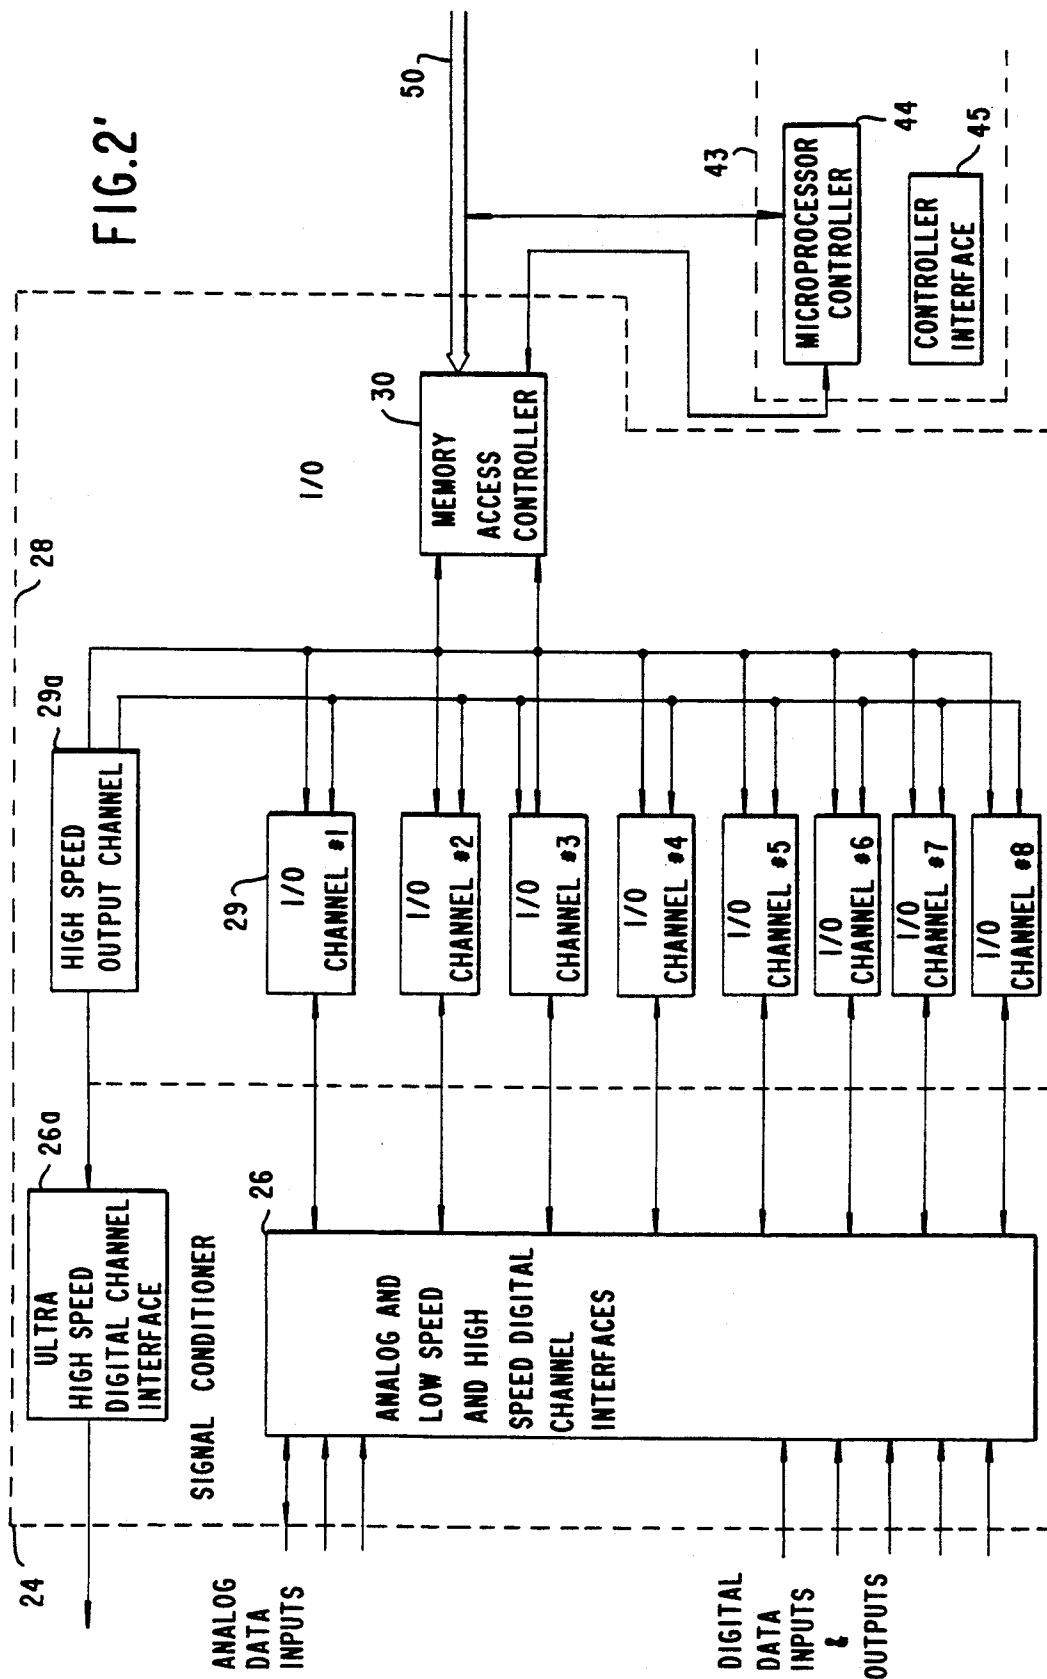 FIG.2'
24
26a
ULTRA
HIGH SPEED
DIGITAL CHANNEL
INTERFACE
29a
HIGH SPEED
OUTPUT CHANNEL
28
SIGNAL CONDITIONER
I/O
ANALOG
DATA
INPUTS
26
ANALOG AND
LOW SPEED
AND HIGH
SPEED DIGITAL
CHANNEL
INTERFACES
29
I/O
CHANNEL #1
I/O
CHANNEL #2
I/O
CHANNEL #3
I/O
CHANNEL #4
I/O
CHANNEL #5
I/O
CHANNEL #6
I/O
CHANNEL #7
I/O
CHANNEL #8
30
MEMORY
ACCESS
CONTROLLER
50
43
MICROPROCESSOR
CONTROLLER
44
CONTROLLER
INTERFACE
45
DIGITAL
DATA
INPUTS
&
OUTPUTS